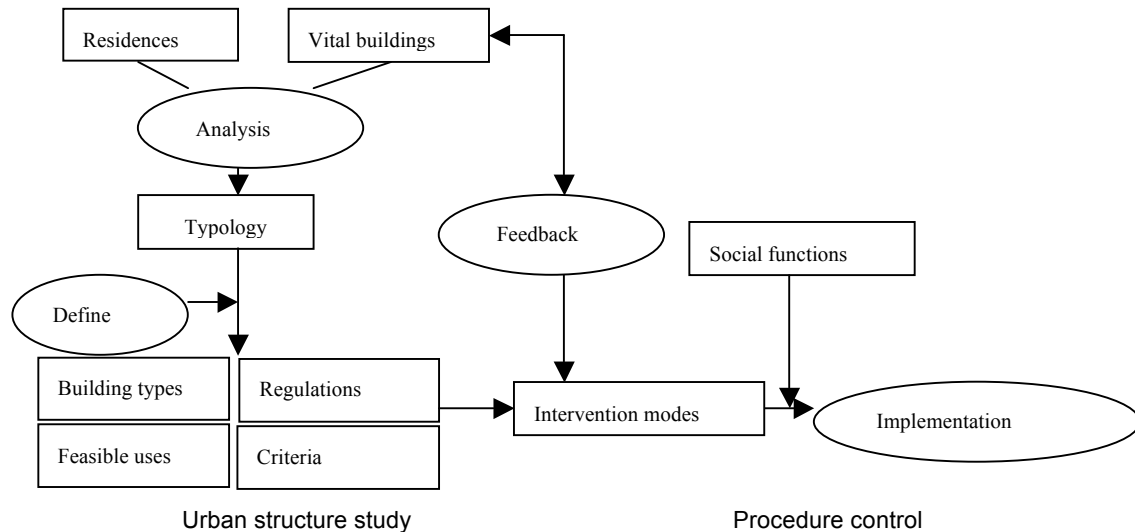 Residences
Vital buildings
Analysis
Typology
Feedback
Social functions
Define
Building types
Regulations
Intervention modes
Implementation
Feasible uses
Criteria
Urban structure study
Procedure control